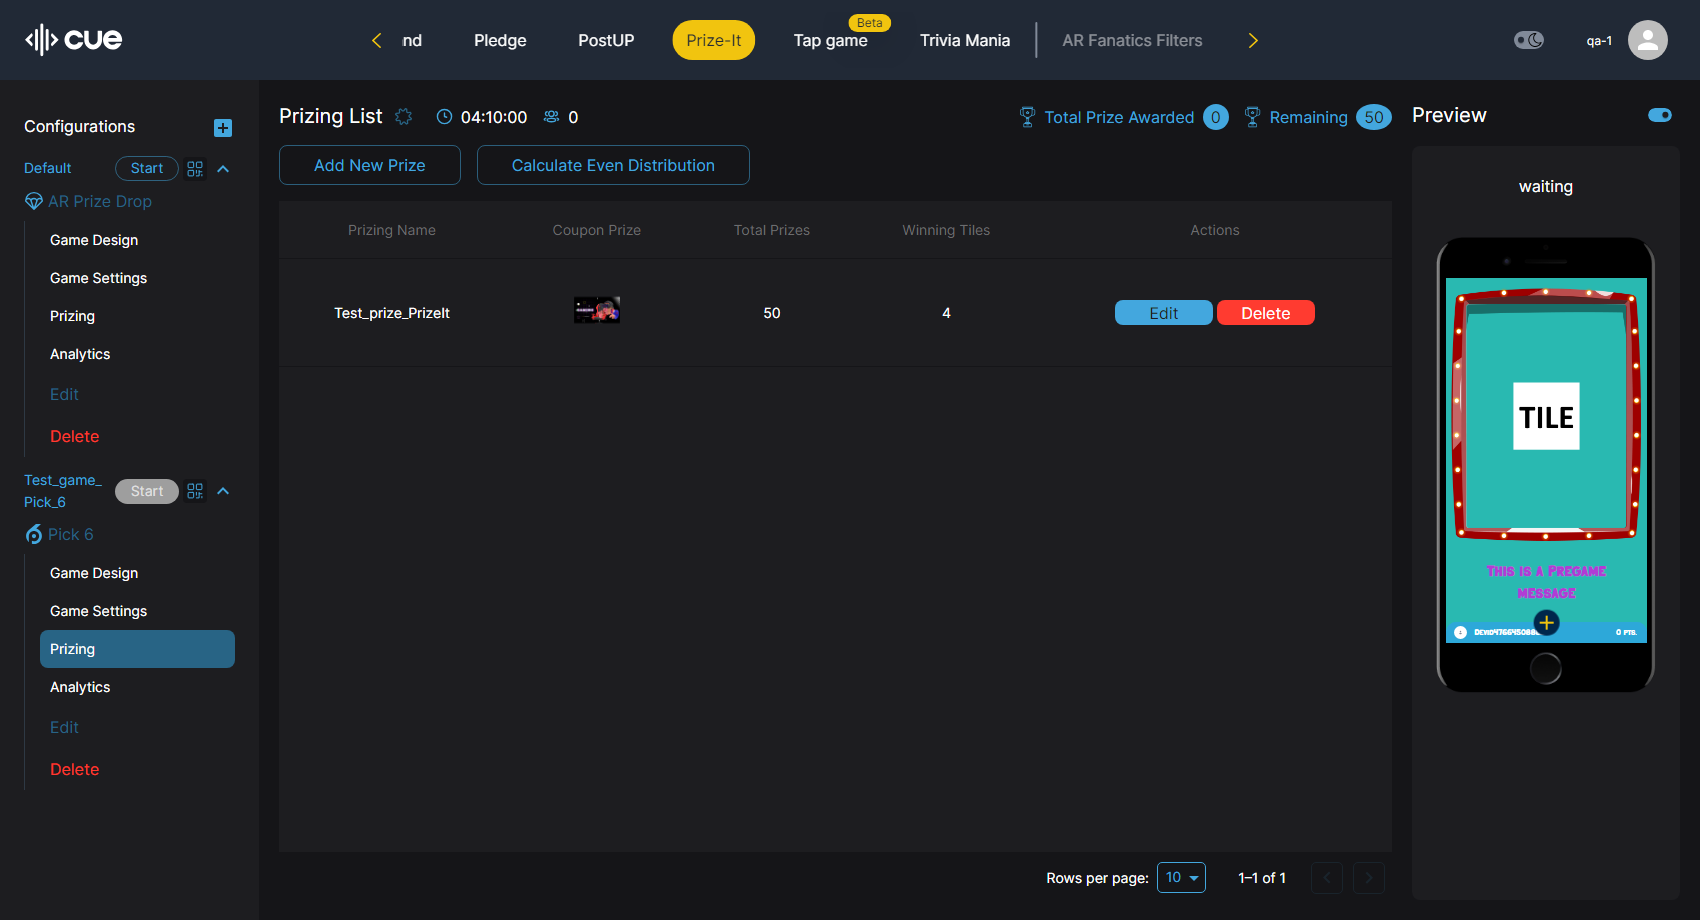 cue
nd
Pledge
PostUP
Prize-It
Beta
Tap game
Trivia Mania
AR Fanatics Filters
qa-1
Configurations
Default
Start
AR Prize Drop
Game Design
Game Settings
Prizing
Analytics
Edit
Delete
Test_game_
Pick_6
Start
Pick 6
Game Design
Game Settings
Prizing
Analytics
Edit
Delete
Prizing List
04:10:00
0
Total Prize Awarded 0
Remaining 50
Add New Prize
Calculate Even Distribution
Prizing Name
Coupon Prize
Total Prizes
Winning Tiles
Actions
Test_prize_PrizeIt
50
4
Edit
Delete
Rows per page: 10
1–1 of 1
Preview
waiting
TILE
THIS IS A PREGAME
MESSAGE
0 PTS.